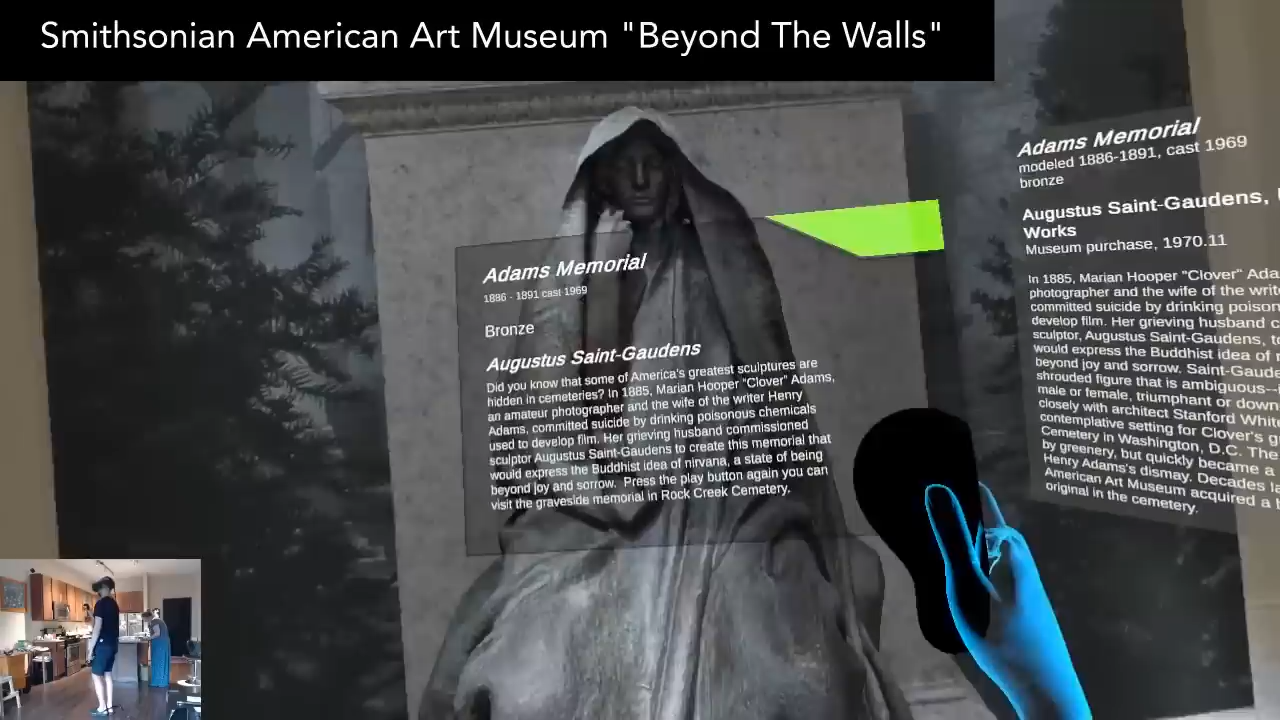 Smithsonian American Art Museum "Beyond The Walls"
Adams Memorial
1886 - 1891 cast 1969
Bronze
Augustus Saint-Gaudens
Did you know that some of America's greatest sculptures are
hidden in cemeteries? In 1885, Marian Hooper "Clover" Adams,
an amateur photographer and the wife of the writer Henry
Adams, committed suicide by drinking poisonous chemicals
used to develop film. Her grieving husband commissioned
sculptor Augustus Saint-Gaudens to create this memorial that
would express the Buddhist idea of nirvana, a state of being
beyond joy and sorrow. Press the play button again you can
visit the graveside memorial in Rock Creek Cemetery.
Adams Memorial
modeled 1886-1891, cast 1969
bronze
Augustus Saint-Gaudens,
Works
Museum purchase, 1970.11
In 1885, Marian Hooper "Clover" Ada
photographer and the wife of the write
committed suicide by drinking poison
develop film. Her grieving husband c
sculptor, Augustus Saint-Gaudens, to
would express the Buddhist idea of
beyond joy and sorrow. Saint-Gaude
shrouded figure that is ambiguous--
male or female, triumphant or down
closely with architect Stanford White
contemplative setting for Clover's g
Cemetery in Washington, D.C. The
by greenery, but quickly became a
Henry Adams's dismay. Decades la
American Art Museum acquired a
original in the cemetery.